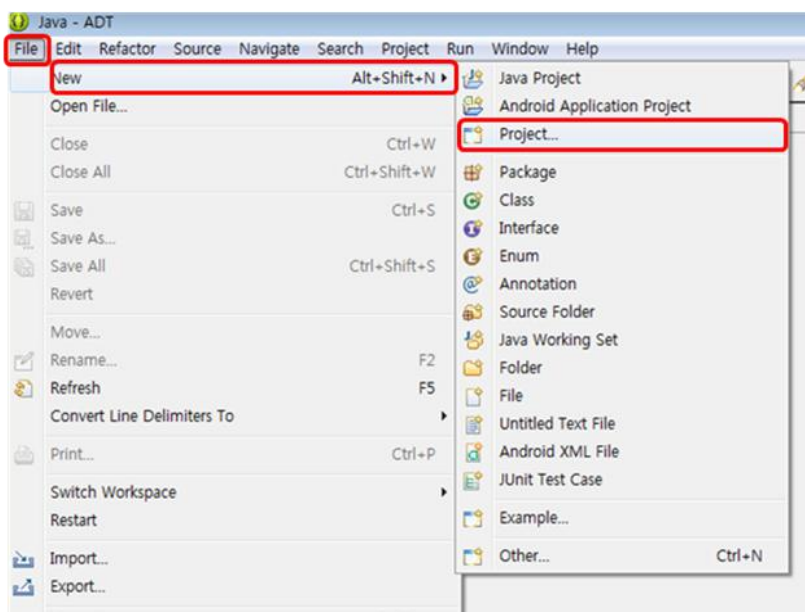 Java - ADT
File Edit Refactor Source Navigate Search Project Run Window Help
New Alt+Shift+N
Open File...
Close Ctrl+W
Close All Ctrl+Shift+W
Save Ctrl+S
Save As...
Save All Ctrl+Shift+S
Revert
Move...
Rename... F2
Refresh F5
Convert Line Delimiters To
Print... Ctrl+P
Switch Workspace
Restart
Import...
Export...
Java Project
Android Application Project
Project...
Package
Class
Interface
Enum
Annotation
Source Folder
Java Working Set
Folder
File
Untitled Text File
Android XML File
JUnit Test Case
Example...
Other... Ctrl+N